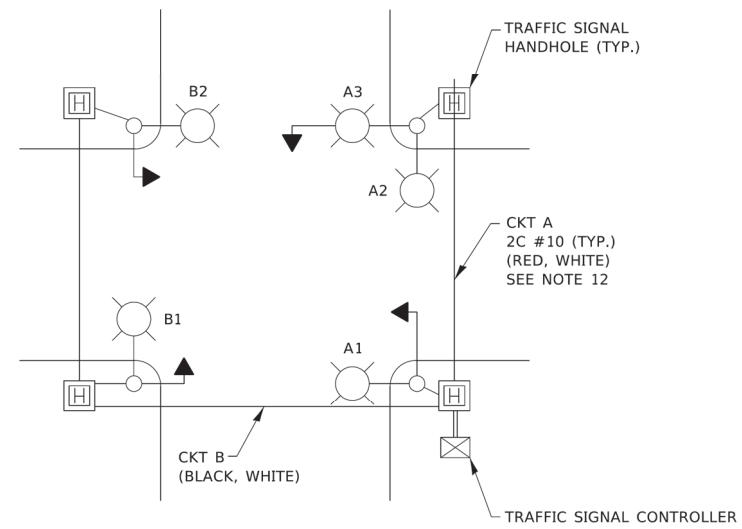 TRAFFIC SIGNAL
HANDHOLE (TYP.)
H
B2
A3
H
A2
CKT A
2C #10 (TYP.)
(RED, WHITE)
SEE NOTE 12
B1
A1
H
H
CKT B
(BLACK, WHITE)
TRAFFIC SIGNAL CONTROLLER